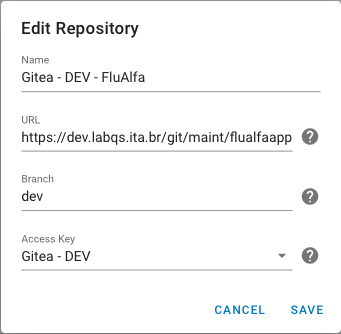 Edit Repository
Name
Gitea - DEV - FluAlfa
URL
https://dev.labqs.ita.br/git/maint/flualfaapp
?
Branch
dev
?
Access Key
Gitea - DEV
?
CANCEL SAVE